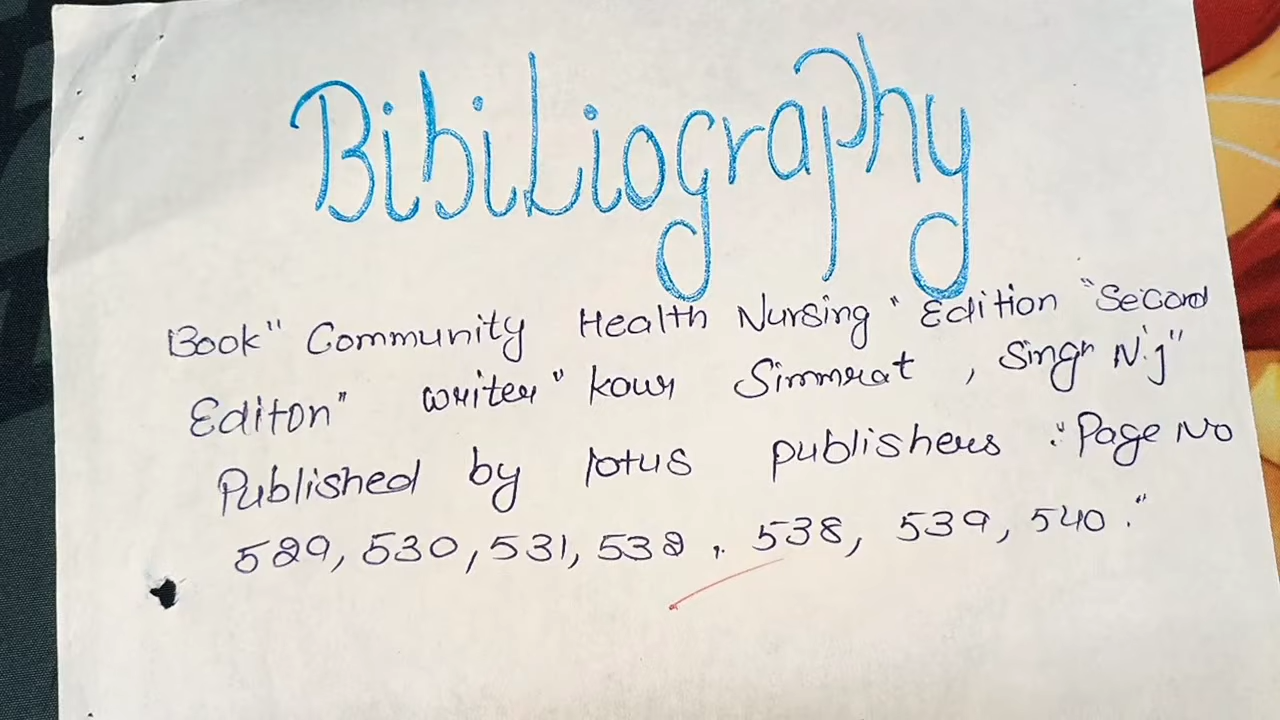 BibiLiography
Book" Community Health Nursing" Edition "Second
Editon" writer" kour Simmrat, Singh N.j"
Published by lotus publishers "Page No
529, 530, 531, 532, 538, 539, 540."